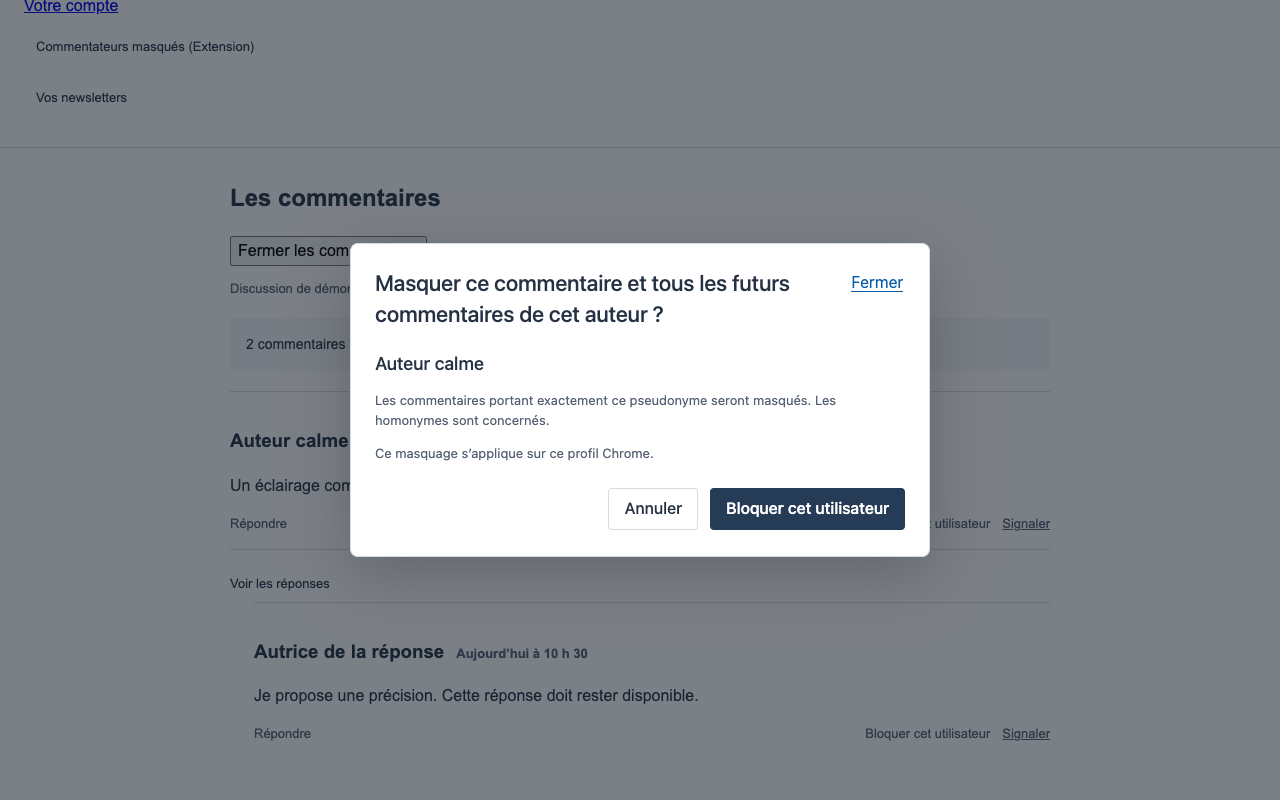 Votre compte
Commentateurs masqués (Extension)
Vos newsletters
Les commentaires
Fermer les com
Discussion de démon
2 commentaires
Masquer ce commentaire et tous les futurs
commentaires de cet auteur ?
Fermer
Auteur calme
Les commentaires portant exactement ce pseudonyme seront masqués. Les
homonymes sont concernés.
Ce masquage s’applique sur ce profil Chrome.
Annuler
Bloquer cet utilisateur
Auteur calme
Un éclairage com
Répondre
utilisateur
Signaler
Voir les réponses
Autrice de la réponse Aujourd’hui à 10 h 30
Je propose une précision. Cette réponse doit rester disponible.
Répondre
Bloquer cet utilisateur
Signaler